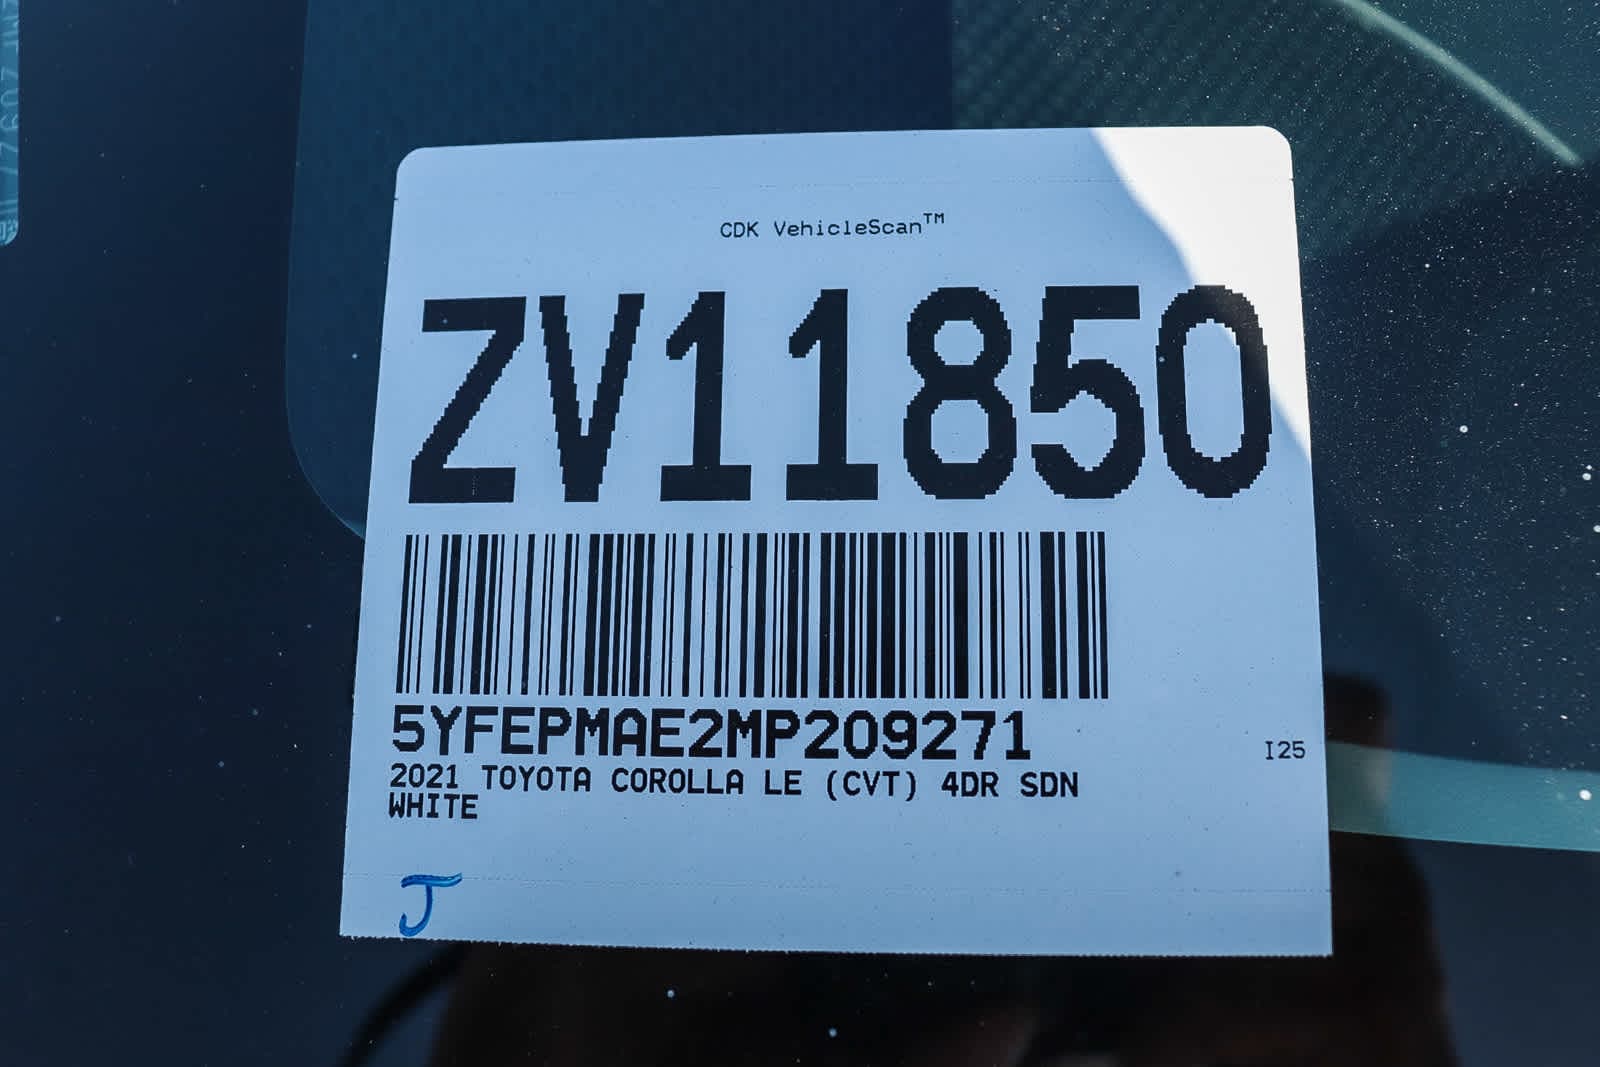 CDK VehicleScan™
ZV11850
5YFEPMAE2MP209271
I25
2021 TOYOTA COROLLA LE (CVT) 4DR SDN
WHITE
J